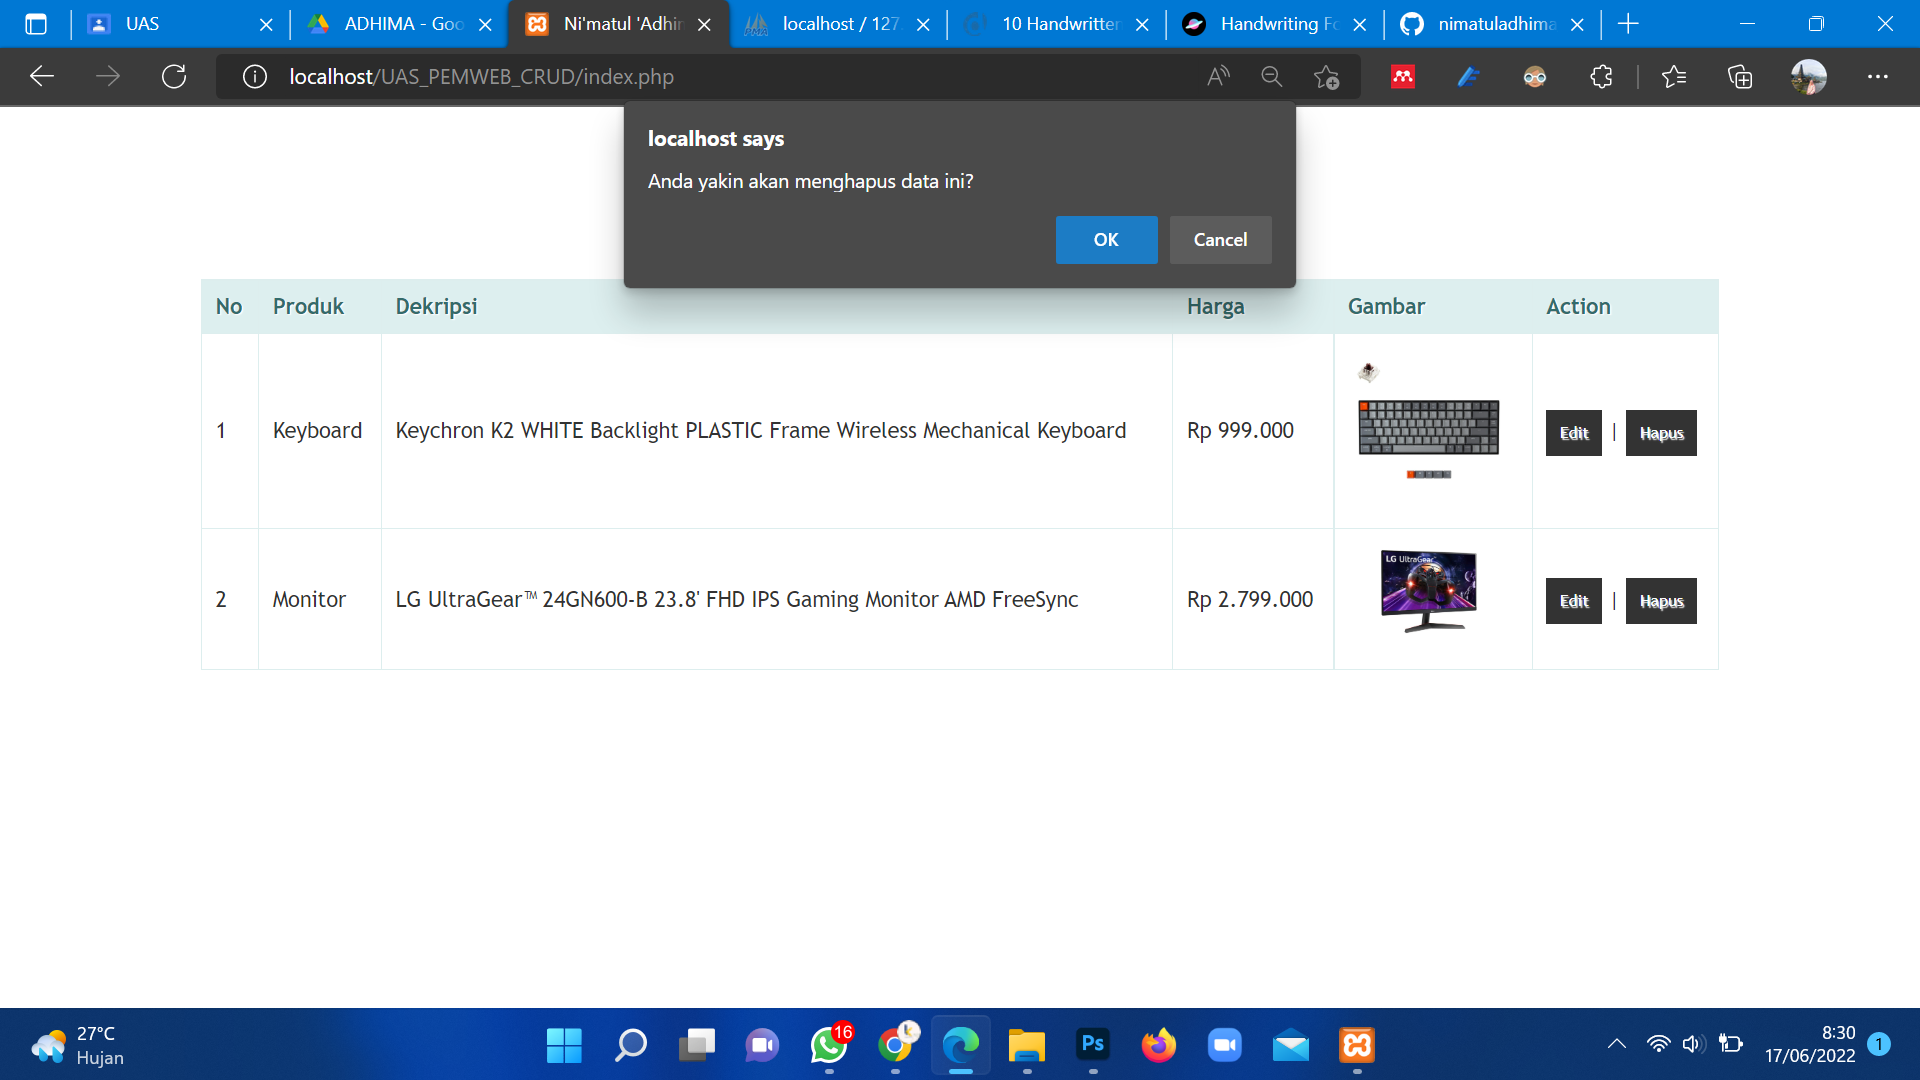 UAS
ADHIMA - Goo
Ni'matul 'Adhim
localhost / 127.
10 Handwritten
Handwriting Fo
nimatuladhima
localhost/UAS_PEMWEB_CRUD/index.php
localhost says
Anda yakin akan menghapus data ini?
OK Cancel
No Produk Dekripsi Harga Gambar Action
1 Keyboard Keychron K2 WHITE Backlight PLASTIC Frame Wireless Mechanical Keyboard Rp 999.000 Edit | Hapus
LG UltraGear
2 Monitor LG UltraGear™ 24GN600-B 23.8' FHD IPS Gaming Monitor AMD FreeSync Rp 2.799.000 Edit | Hapus
27°C
Hujan
16
Ps
8:30
17/06/2022
1